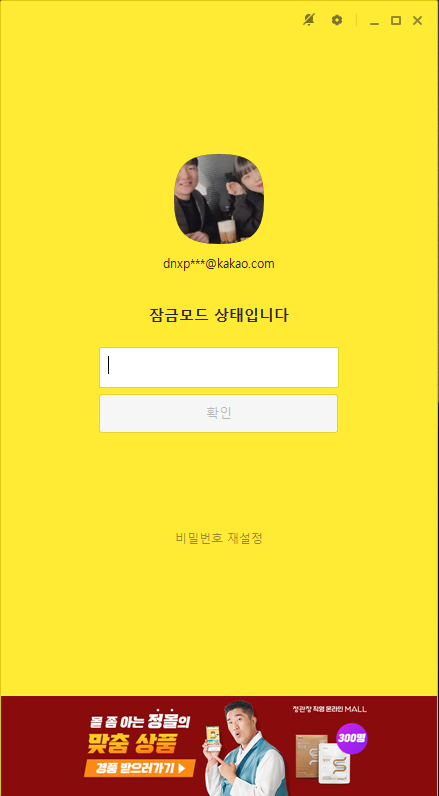 dnxp***@kakao.com
잠금모드 상태입니다
확인
비밀번호 재설정
몰 좀 아는 정몰의
맞춤 상품
경품 받으러가기 ▶
정관장 직영 온라인 MALL
300명